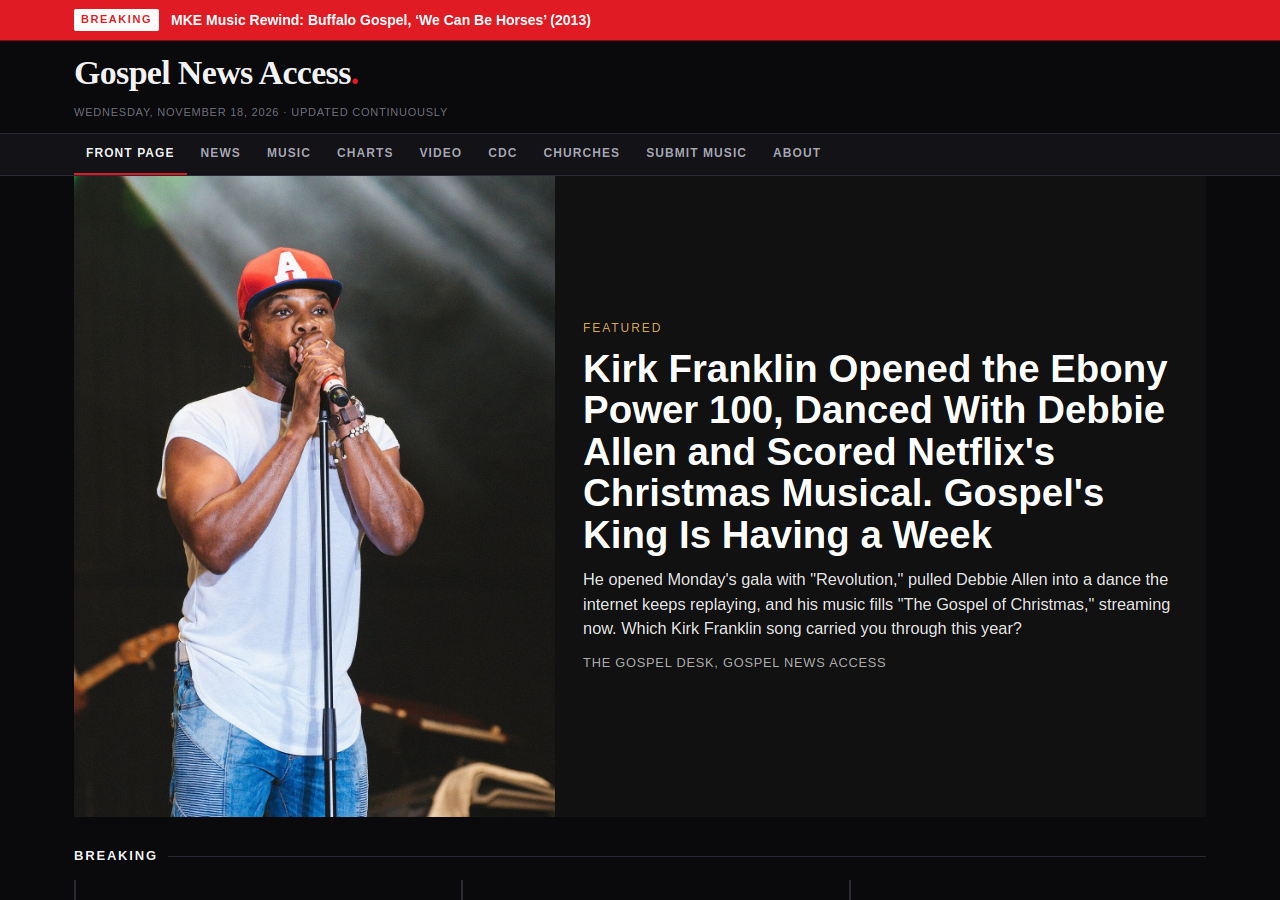 BREAKING MKE Music Rewind: Buffalo Gospel, ‘We Can Be Horses’ (2013)
Gospel News Access.
WEDNESDAY, NOVEMBER 18, 2026 · UPDATED CONTINUOUSLY
FRONT PAGE NEWS MUSIC CHARTS VIDEO CDC CHURCHES SUBMIT MUSIC ABOUT
A
FEATURED
Kirk Franklin Opened the Ebony
Power 100, Danced With Debbie
Allen and Scored Netflix's
Christmas Musical. Gospel's
King Is Having a Week
He opened Monday's gala with "Revolution," pulled Debbie Allen into a dance the
internet keeps replaying, and his music fills "The Gospel of Christmas," streaming
now. Which Kirk Franklin song carried you through this year?
THE GOSPEL DESK, GOSPEL NEWS ACCESS
BREAKING